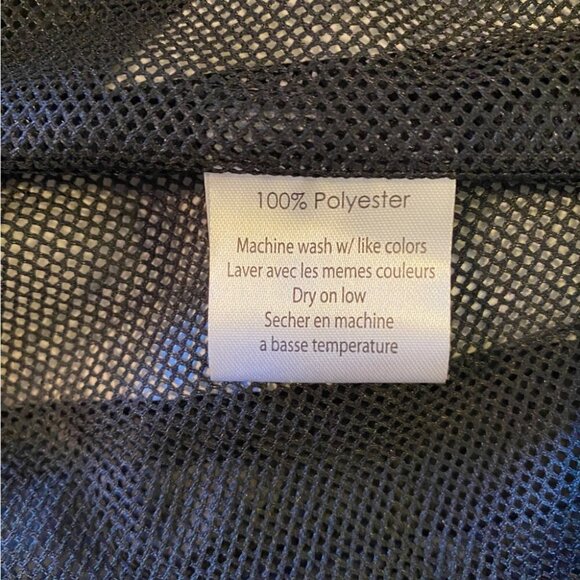 100% Polyester
Machine wash w/ like colors
Laver avec les memes couleurs
Dry on low
Secher en machine
a basse temperature